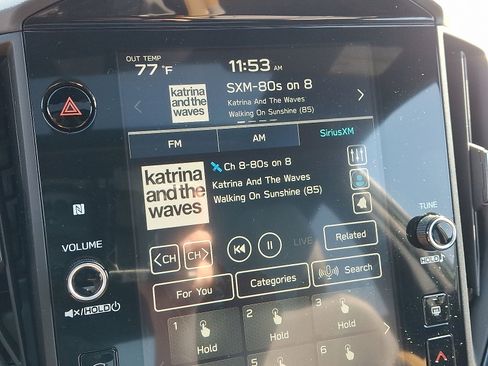 OUT TEMP
77°F
11:53 AM
SXM-80s on 8
katrina
and the
waves
Katrina And The Waves
Walking On Sunshine (85)
FM
AM
SiriusXM
Ch 8-80s on 8
katrina
and the
waves
Katrina And The Waves
Walking On Sunshine (85)
VOLUME
TUNE
HOLD
<CH
CH>
LIVE
Related
For You
Categories
Search
HOLD
1
Hold
2
Hold
3
Hold
5
6